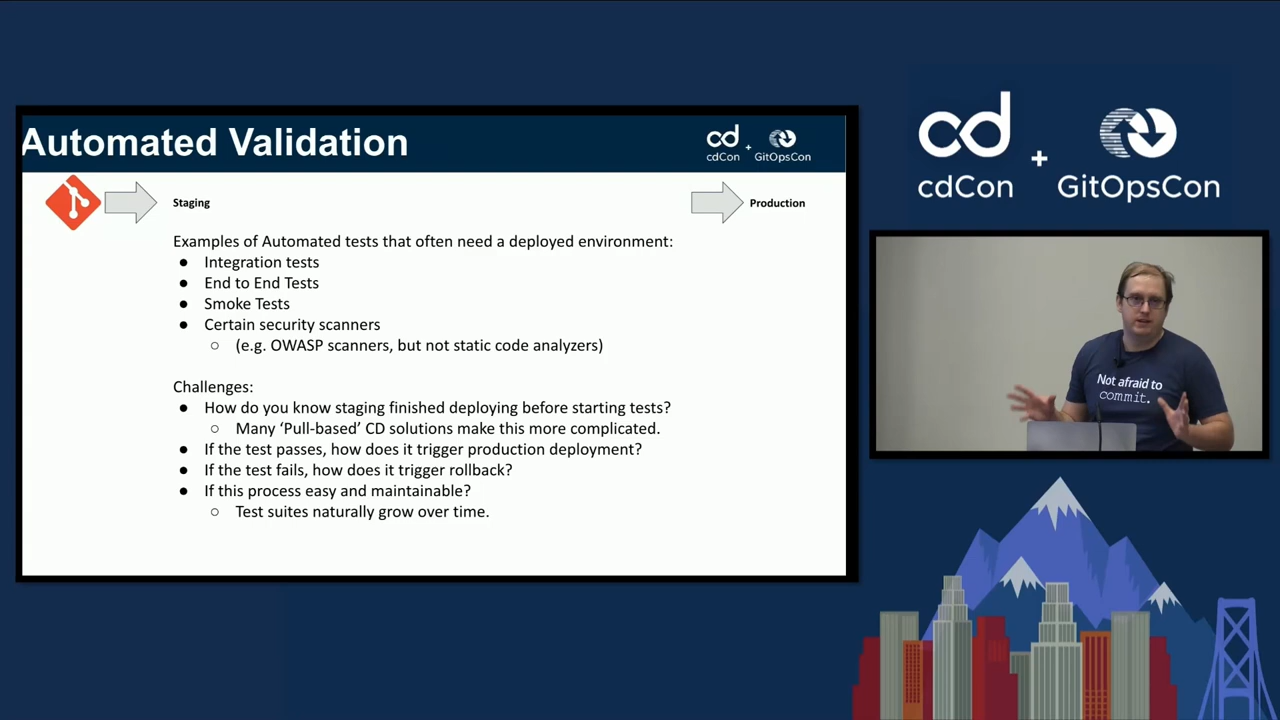 Automated Validation
cd
cdCon
+
GitOpsCon
Staging
Production
Examples of Automated tests that often need a deployed environment:
● Integration tests
● End to End Tests
● Smoke Tests
● Certain security scanners
○ (e.g. OWASP scanners, but not static code analyzers)
Challenges:
● How do you know staging finished deploying before starting tests?
○ Many ‘Pull-based’ CD solutions make this more complicated.
● If the test passes, how does it trigger production deployment?
● If the test fails, how does it trigger rollback?
● If this process easy and maintainable?
○ Test suites naturally grow over time.
cd
cdCon
+
GitOpsCon
Not afraid to
commit.